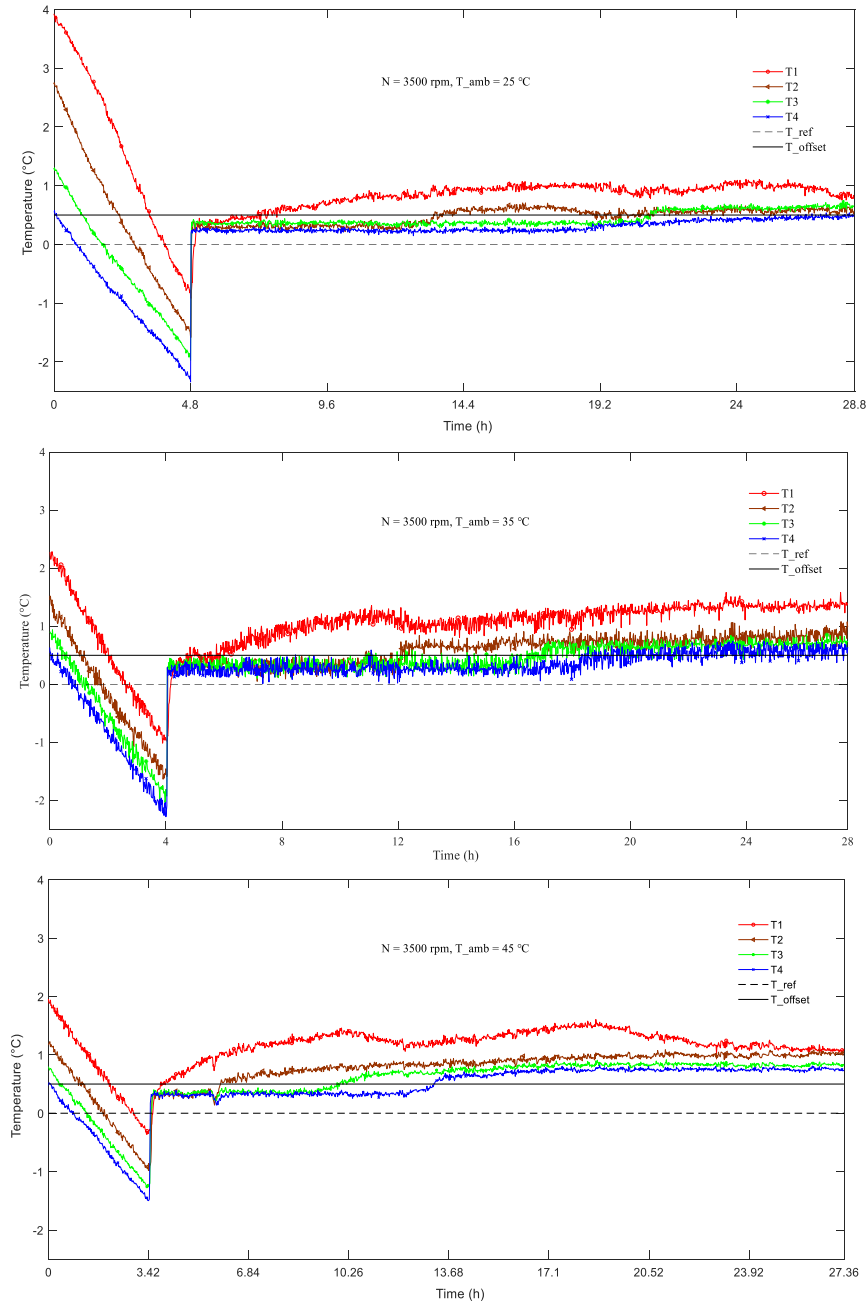 4
3
2
1
0
-1
-2
Temperature (°C)
N = 3500 rpm, T_amb = 25 ℃
T1
T2
T3
T4
T_ref
T_offset
0 4.8 9.6 14.4 19.2 24 28.8
Time (h)
4
3
2
1
0
-1
-2
Temperature (°C)
N = 3500 rpm, T_amb = 35 ℃
T1
T2
T3
T4
T_ref
T_offset
0 4 8 12 16 20 24 28
Time (h)
4
3
2
1
0
-1
-2
Temperature (°C)
N = 3500 rpm, T_amb = 45 ℃
T1
T2
T3
T4
T_ref
T_offset
0 3.42 6.84 10.26 13.68 17.1 20.52 23.92 27.36
Time (h)